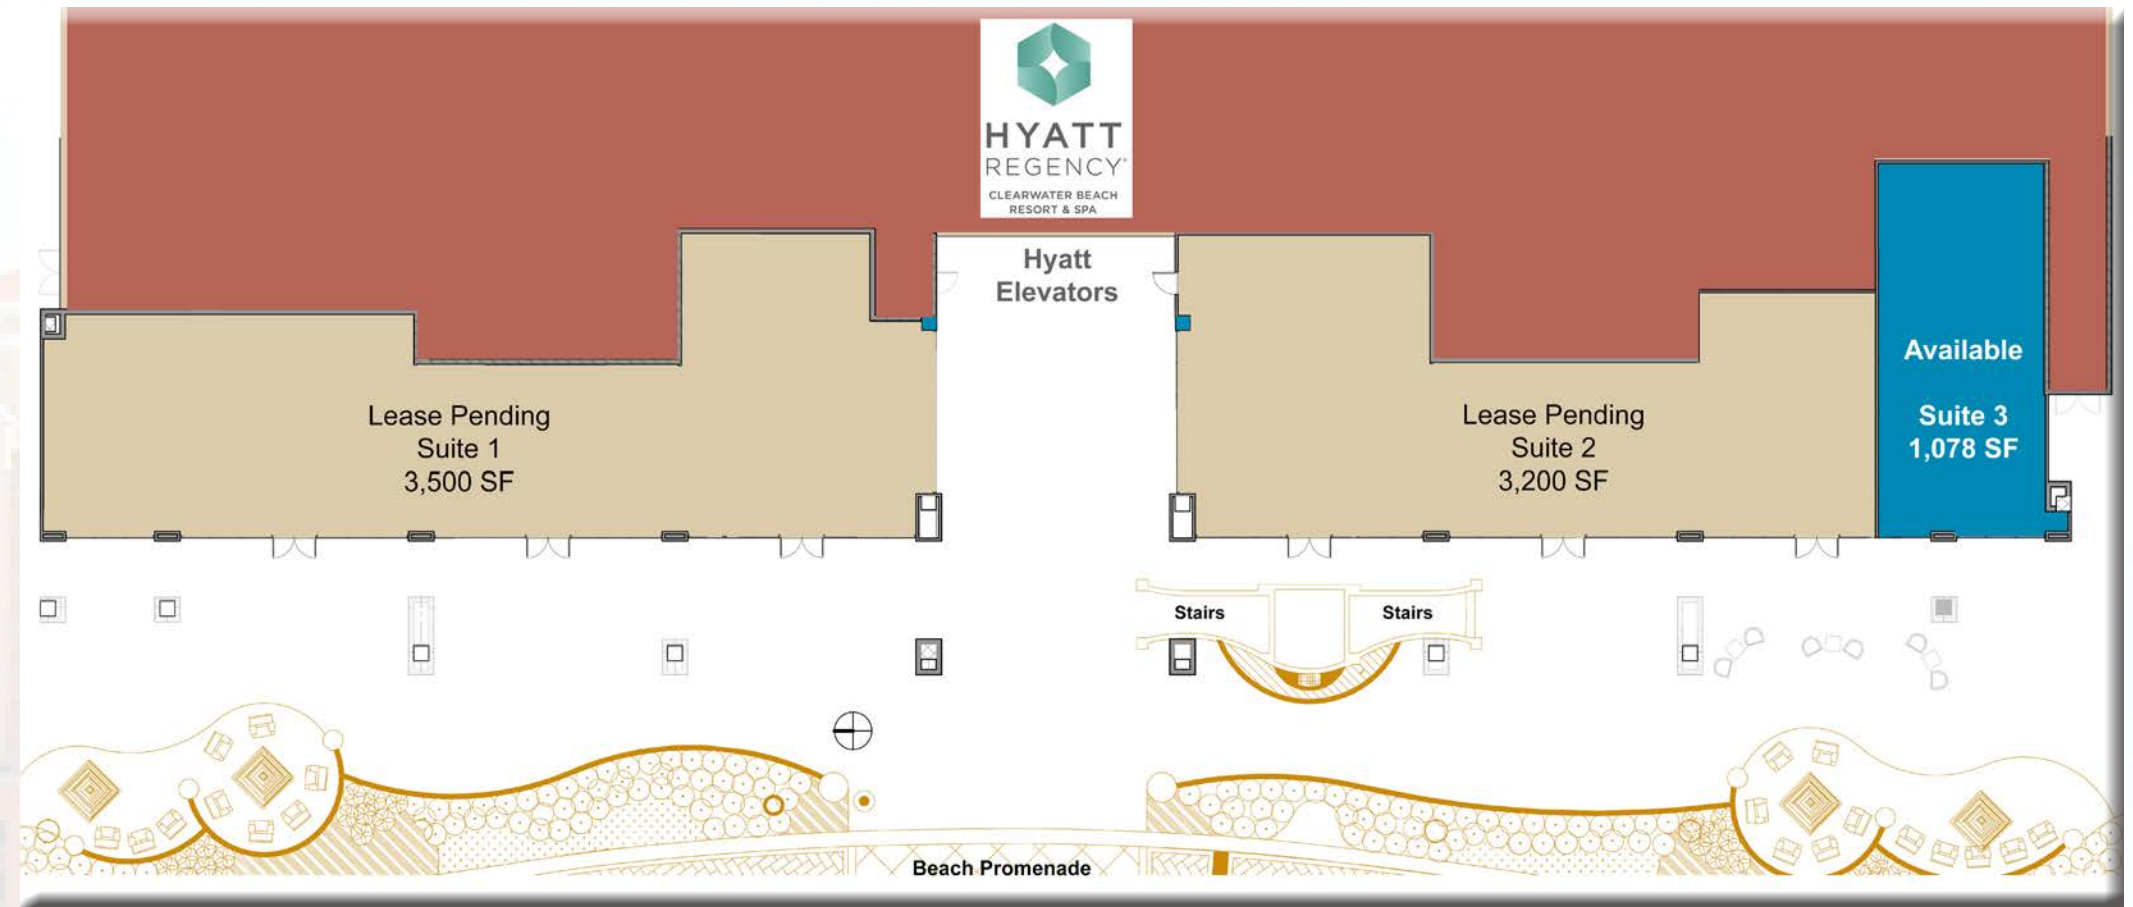 HYATT
REGENCY®
CLEARWATER BEACH
RESORT & SPA
Hyatt
Elevators
Lease Pending
Suite 1
3,500 SF
Lease Pending
Suite 2
3,200 SF
Available
Suite 3
1,078 SF
Stairs
Stairs
Beach Promenade